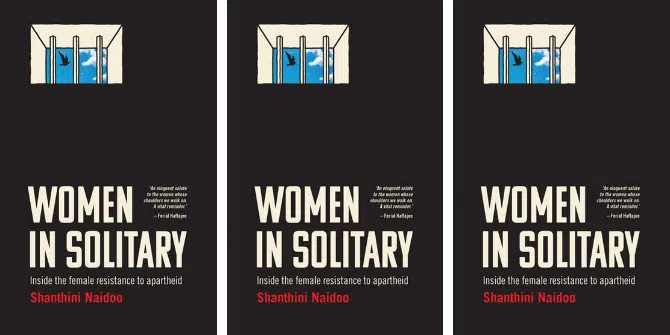 WOMEN
'An eloquent salute
to the women whose
shoulders we walk on
A vital reminder.'
– Ferial Haffajee
IN SOLITARY
Inside the female resistance to apartheid
Shanthini Naidoo
WOMEN
'An eloquent salute
to the women whose
shoulders we walk on
A vital reminder.'
– Ferial Haffajee
IN SOLITARY
Inside the female resistance to apartheid
Shanthini Naidoo
WOMEN
'An eloquent salute
to the women whose
shoulders we walk on
A vital reminder.'
– Ferial Haffajee
IN SOLITARY
Inside the female resistance to apartheid
Shanthini Naidoo